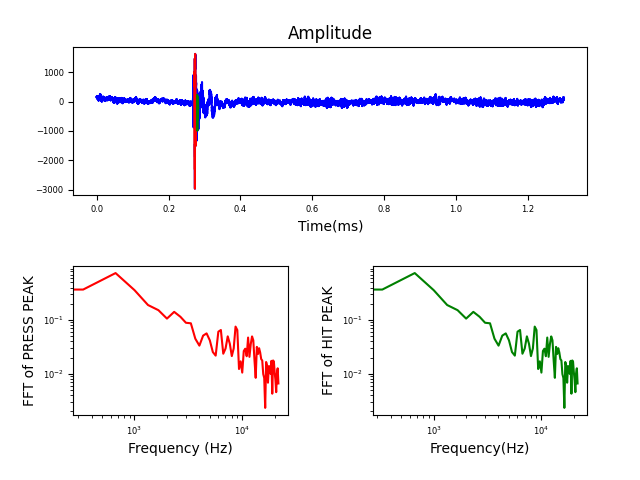 Amplitude
1000
0
−1000
−2000
−3000
0.0 0.2 0.4 0.6 0.8 1.0 1.2
Time(ms)
FFT of PRESS PEAK
10⁻¹
10⁻²
10³ 10⁴
Frequency (Hz)
FFT of HIT PEAK
10⁻¹
10⁻²
10³ 10⁴
Frequency(Hz)